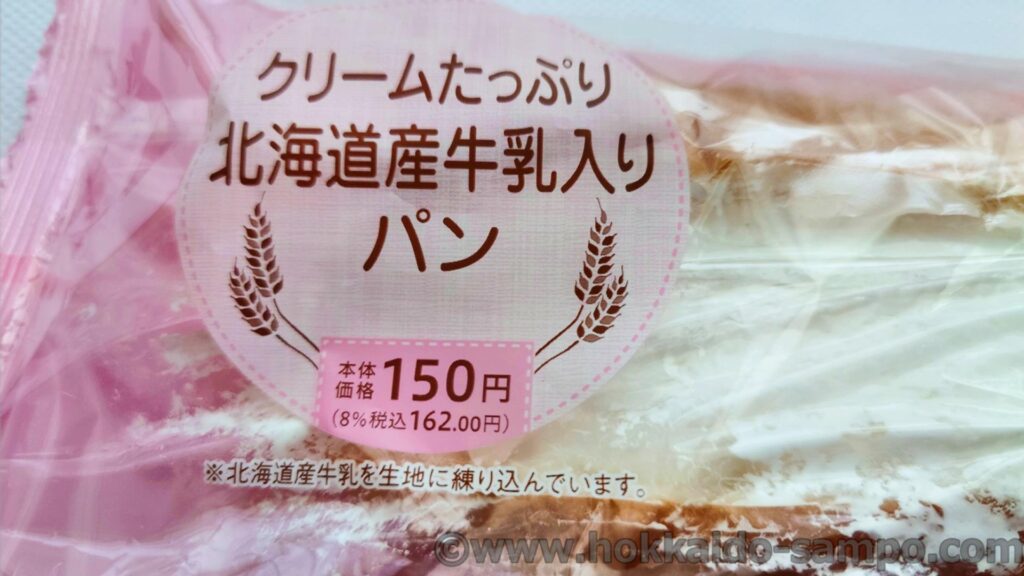 クリームたっぷり
北海道産牛乳入り
パン
本体
価格 150円
(8%税込162.00円)
※北海道産牛乳を生地に練り込んでいます。
©www.hokkaido-sampo.com